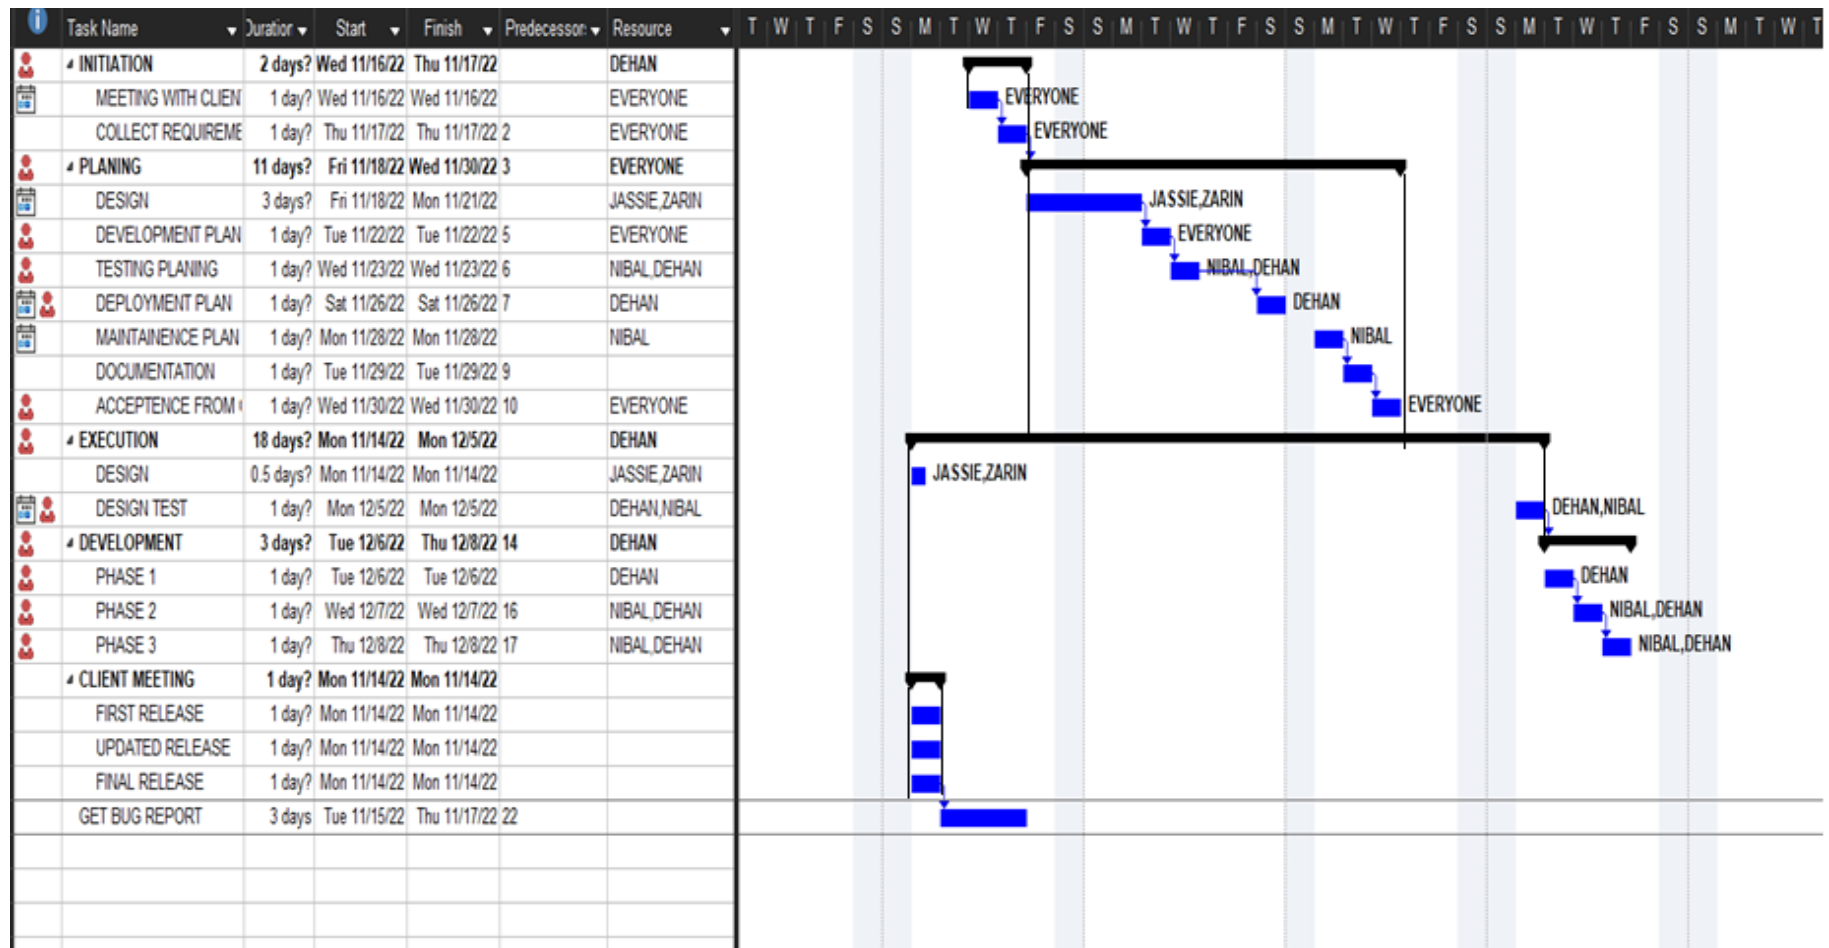 Task Name Duration Start Finish Predecessors Resource T W T F S S M T W T F S S M T W T F S S M T W T F S S M T W T F S S M T W T
INITIATION 2 days? Wed 11/16/22 Thu 11/17/22 DEHAN
MEETING WITH CLIEN 1 day? Wed 11/16/22 Wed 11/16/22 EVERYONE EVERYONE
COLLECT REQUIREME 1 day? Thu 11/17/22 Thu 11/17/22 2 EVERYONE EVERYONE
PLANING 11 days? Fri 11/18/22 Wed 11/30/22 3 EVERYONE
DESIGN 3 days? Fri 11/18/22 Mon 11/21/22 JASSIE,ZARIN JASSIE,ZARIN
DEVELOPMENT PLAN 1 day? Tue 11/22/22 Tue 11/22/22 5 EVERYONE EVERYONE
TESTING PLANING 1 day? Wed 11/23/22 Wed 11/23/22 6 NIBAL,DEHAN NIBAL,DEHAN
DEPLOYMENT PLAN 1 day? Sat 11/26/22 Sat 11/26/22 7 DEHAN DEHAN
MAINTAINENCE PLAN 1 day? Mon 11/28/22 Mon 11/28/22 NIBAL NIBAL
DOCUMENTATION 1 day? Tue 11/29/22 Tue 11/29/22 9
ACCEPTENCE FROM 1 day? Wed 11/30/22 Wed 11/30/22 10 EVERYONE EVERYONE
EXECUTION 18 days? Mon 11/14/22 Mon 12/5/22 DEHAN
DESIGN 0.5 days? Mon 11/14/22 Mon 11/14/22 JASSIE,ZARIN JASSIE,ZARIN
DESIGN TEST 1 day? Mon 12/5/22 Mon 12/5/22 DEHAN,NIBAL DEHAN,NIBAL
DEVELOPMENT 3 days? Tue 12/6/22 Thu 12/8/22 14 DEHAN
PHASE 1 1 day? Tue 12/6/22 Tue 12/6/22 DEHAN DEHAN
PHASE 2 1 day? Wed 12/7/22 Wed 12/7/22 16 NIBAL,DEHAN NIBAL,DEHAN
PHASE 3 1 day? Thu 12/8/22 Thu 12/8/22 17 NIBAL,DEHAN NIBAL,DEHAN
CLIENT MEETING 1 day? Mon 11/14/22 Mon 11/14/22
FIRST RELEASE 1 day? Mon 11/14/22 Mon 11/14/22
UPDATED RELEASE 1 day? Mon 11/14/22 Mon 11/14/22
FINAL RELEASE 1 day? Mon 11/14/22 Mon 11/14/22
GET BUG REPORT 3 days Tue 11/15/22 Thu 11/17/22 22